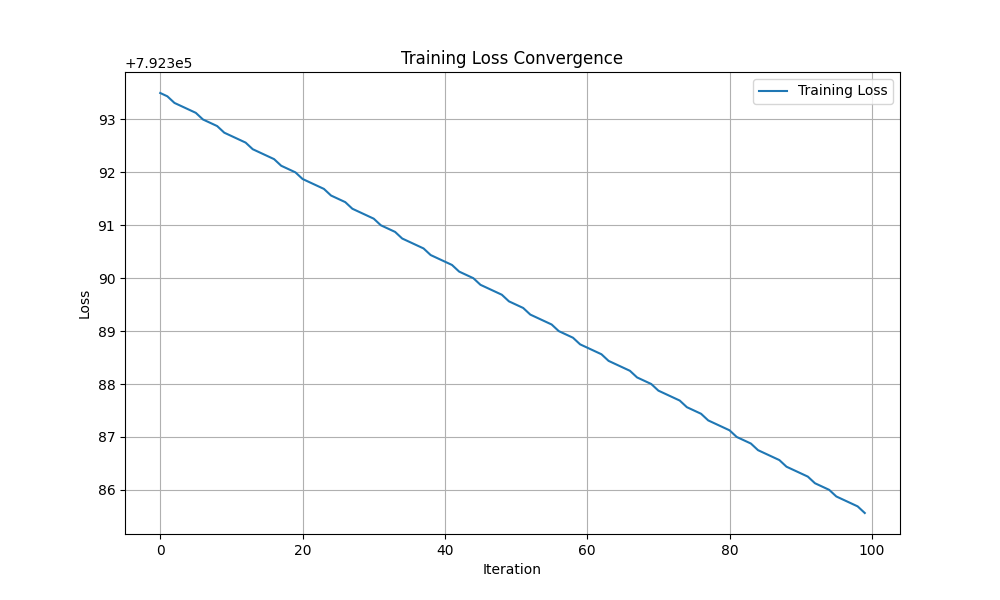 Training Loss Convergence
+7.923e5
Training Loss
93
92
91
90
89
88
87
86
Loss
0 20 40 60 80 100
Iteration